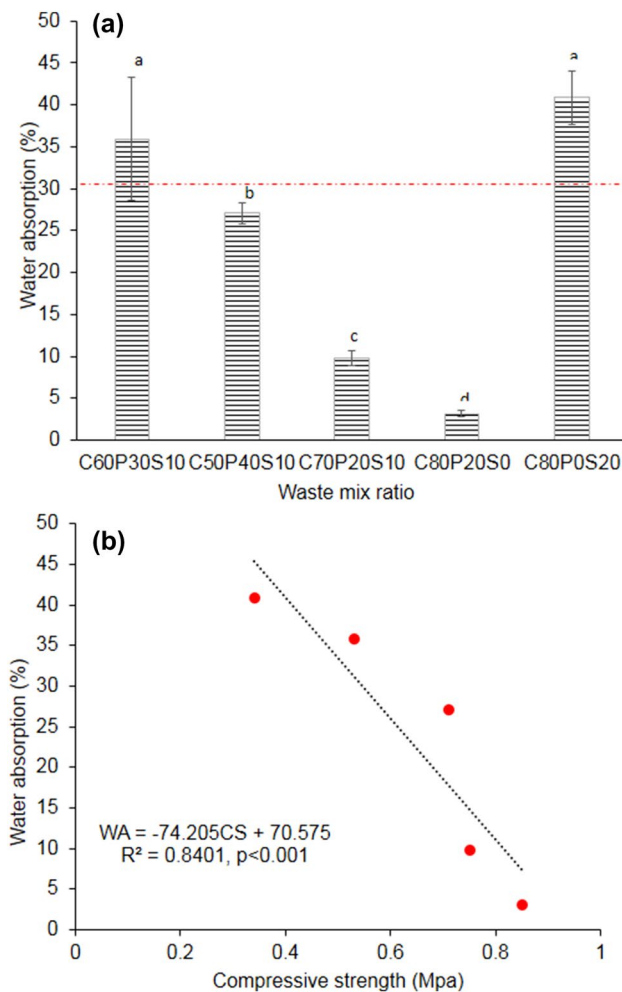 (a)
50
45
40
35
30
25
20
15
10
5
0
Water absorption (%)
a
b
c
d
a
C60P30S10 C50P40S10 C70P20S10 C80P20S0 C80P0S20
Waste mix ratio
(b)
50
45
40
35
30
25
20
15
10
5
0
Water absorption (%)
WA = -74.205CS + 70.575
R² = 0.8401, p<0.001
0 0.2 0.4 0.6 0.8 1
Compressive strength (Mpa)